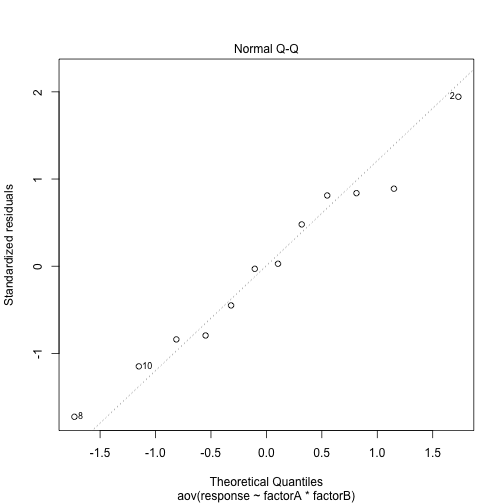 Normal Q-Q
Standardized residuals
2
1
0
-1
2
10
8
-1.5 -1.0 -0.5 0.0 0.5 1.0 1.5
Theoretical Quantiles
aov(response ~ factorA * factorB)